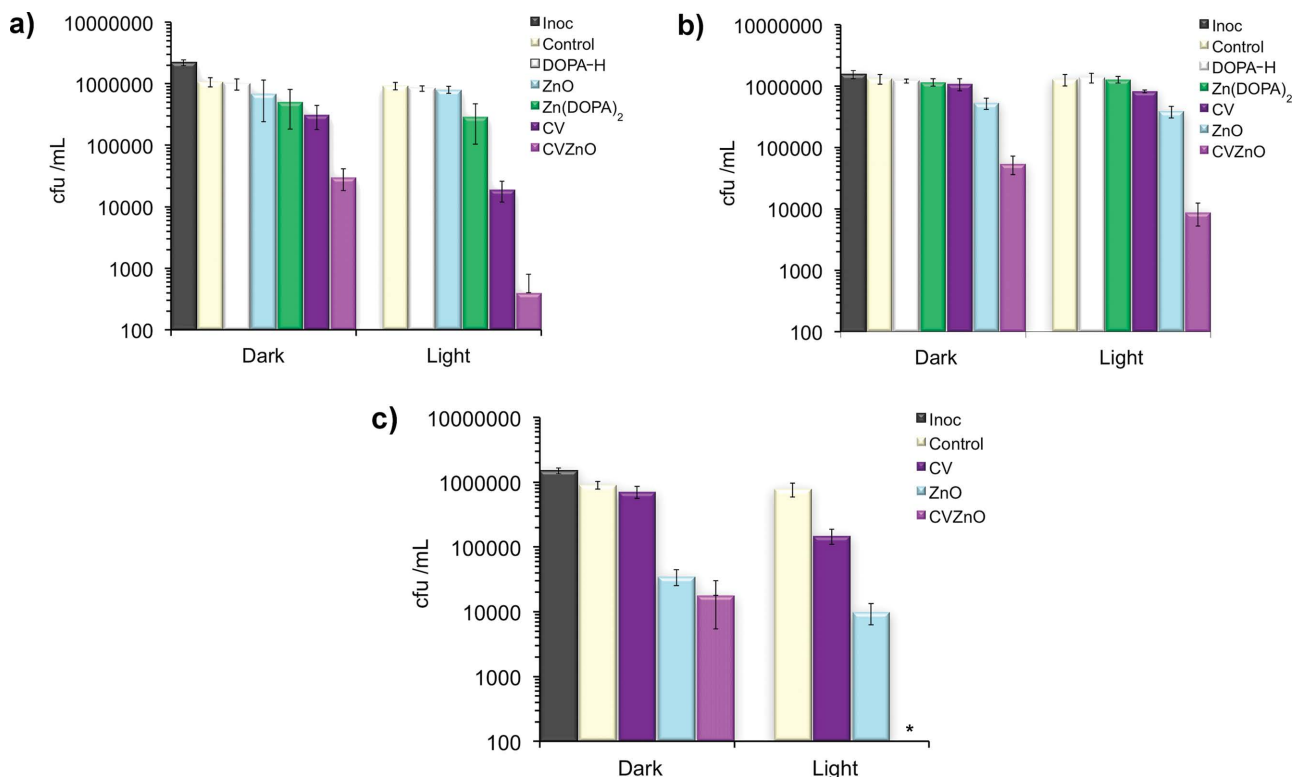 a)
10000000
1000000
100000
10000
1000
100
cfu /mL
Dark
Light
Inoc
Control
DOPA-H
ZnO
Zn(DOPA)₂
CV
CVZnO
b)
10000000
1000000
100000
10000
1000
100
cfu /mL
Dark
Light
Inoc
Control
DOPA-H
Zn(DOPA)₂
CV
ZnO
CVZnO
c)
10000000
1000000
100000
10000
1000
100
cfu /mL
Dark
Light
*
Inoc
Control
CV
ZnO
CVZnO